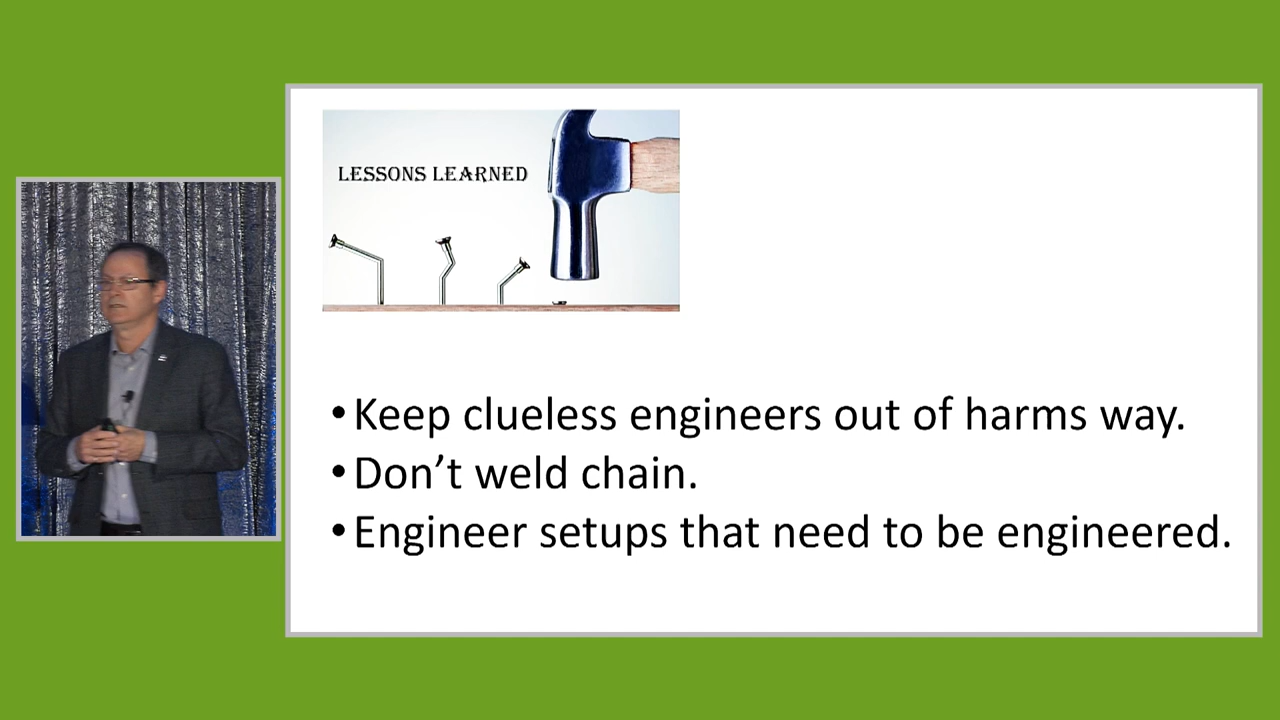 LESSONS LEARNED
• Keep clueless engineers out of harms way.
• Don’t weld chain.
• Engineer setups that need to be engineered.